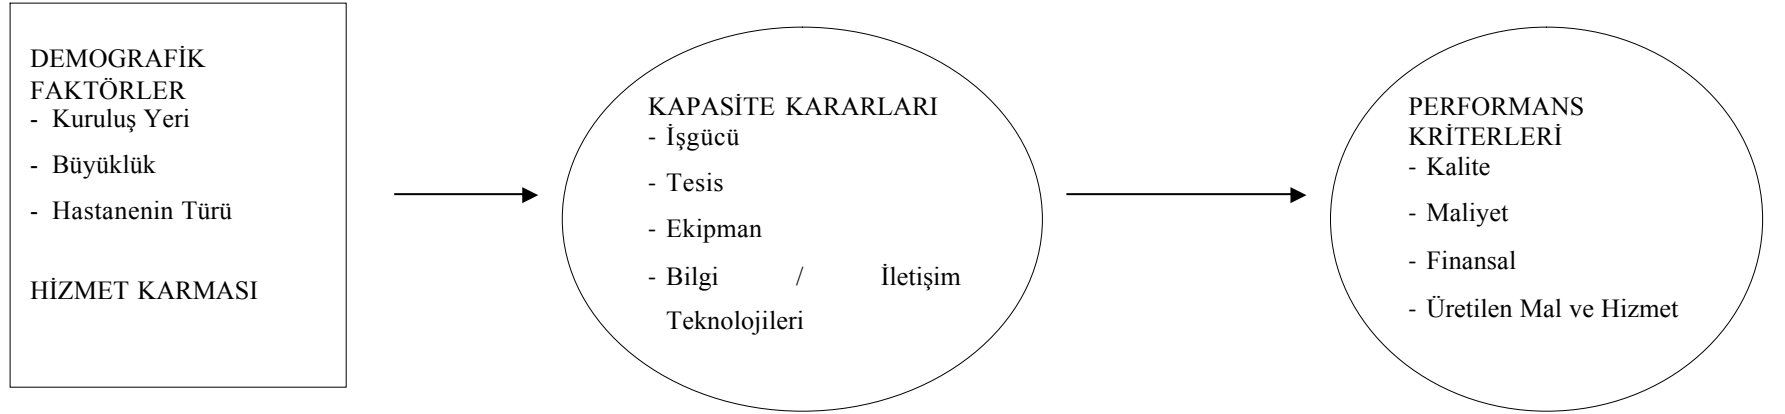 DEMOGRAFİK
FAKTÖRLER
- Kuruluş Yeri
- Büyüklük
- Hastanenin Türü
HİZMET KARMASI
KAPASİTE KARARLARI
- İşgücü
- Tesis
- Ekipman
- Bilgi / İletişim
Teknolojileri
PERFORMANS
KRİTERLERİ
- Kalite
- Maliyet
- Finansal
- Üretilen Mal ve Hizmet